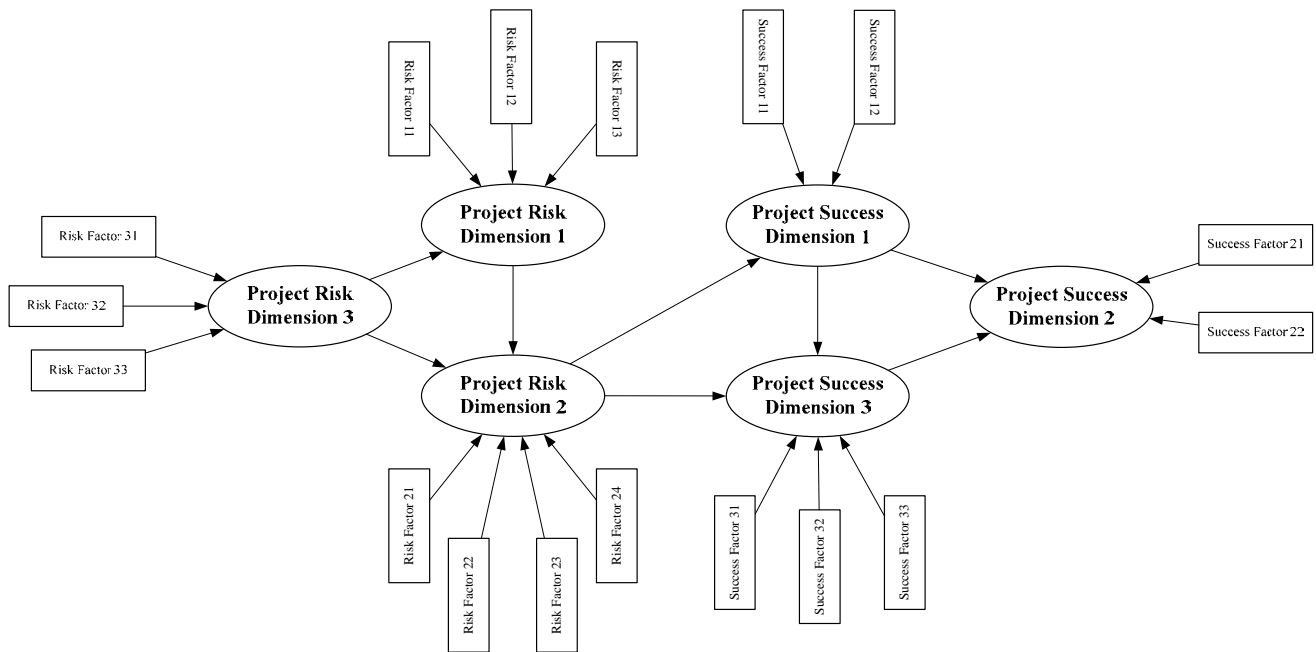 Risk Factor 11
Risk Factor 12
Risk Factor 13
Success Factor 11
Success Factor 12
Project Risk
Dimension 1
Project Success
Dimension 1
Risk Factor 31
Risk Factor 32
Risk Factor 33
Project Risk
Dimension 3
Success Factor 21
Success Factor 22
Project Success
Dimension 2
Project Risk
Dimension 2
Project Success
Dimension 3
Risk Factor 21
Risk Factor 22
Risk Factor 23
Risk Factor 24
Success Factor 31
Success Factor 32
Success Factor 33